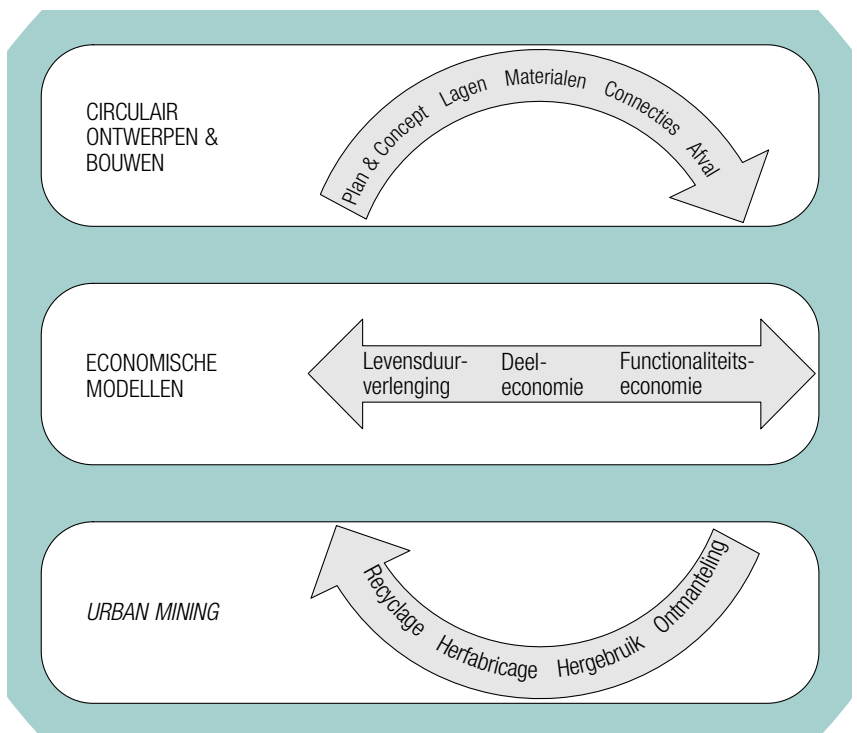 CIRCULAIR
ONTWERPEN &
BOUWEN
Plan & Concept Lagen Materialen Connecties Afval
ECONOMISCHE
MODELLEN
Levensduur-
verlenging
Deel-
economie
Functionaliteits-
economie
URBAN MINING
Recyclage Herfabricage Hergebruik Ontmanteling